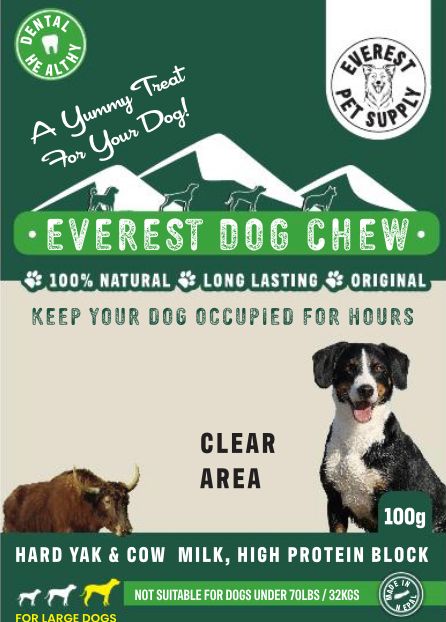 DENTAL
HEALTHY
EVEREST
PET SUPPLY
A Yummy Treat
For Your Dog!
• EVEREST DOG CHEW •
100% NATURAL LONG LASTING ORIGINAL
KEEP YOUR DOG OCCUPIED FOR HOURS
CLEAR
AREA
100g
HARD YAK & COW MILK, HIGH PROTEIN BLOCK
NOT SUITABLE FOR DOGS UNDER 70LBS / 32KGS
MADE IN
NEPAL
FOR LARGE DOGS